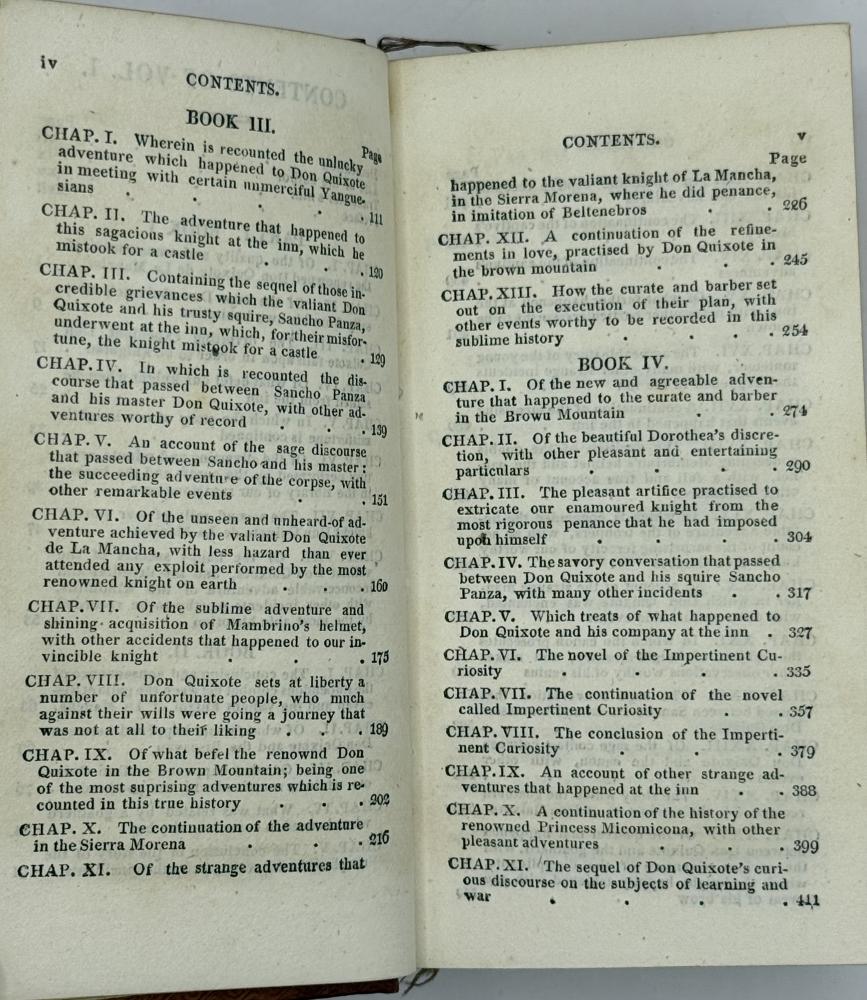 iv
CONTENTS.
BOOK III.
Page
CHAP. I. Wherein is recounted the unlucky
adventure which happened to Don Quixote
in meeting with certain unmerciful Yangue-
sians . . . . 111
CHAP. II. The adventure that happened to
this sagacious knight at the inn, which he
mistook for a castle . . . 120
CHAP. III. Containing the sequel of those in-
credible grievances which the valiant Don
Quixote and his trusty squire, Sancho Panza,
underwent at the inn, which, for their misfor-
tune, the knight mistook for a castle . 129
CHAP. IV. In which is recounted the dis-
course that passed between Sancho Panza
and his master Don Quixote, with other ad-
ventures worthy of record . . . 139
CHAP. V. An account of the sage discourse
that passed between Sancho and his master:
the succeeding adventure of the corpse, with
other remarkable events . . 151
CHAP. VI. Of the unseen and unheard-of ad-
venture achieved by the valiant Don Quixote
de La Mancha, with less hazard than ever
attended any exploit performed by the most
renowned knight on earth . . . 160
CHAP. VII. Of the sublime adventure and
shining acquisition of Mambrino's helmet,
with other accidents that happened to our in-
vincible knight . . . 175
CHAP. VIII. Don Quixote sets at liberty a
number of unfortunate people, who much
against their wills were going a journey that
was not at all to their liking . . . 189
CHAP. IX. Of what befel the renownd Don
Quixote in the Brown Mountain; being one
of the most suprising adventures which is re-
counted in this true history . . . 202
CHAP. X. The continuation of the adventure
in the Sierra Morena . . . 216
CHAP. XI. Of the strange adventures that
CONTENTS. v
Page
happened to the valiant knight of La Mancha,
in the Sierra Morena, where he did penance,
in imitation of Beltenebros . . 226
CHAP. XII. A continuation of the refine-
ments in love, practised by Don Quixote in
the brown mountain . . . 245
CHAP. XIII. How the curate and barber set
out on the execution of their plan, with
other events worthy to be recorded in this
sublime history . . . . 254
BOOK IV.
CHAP. I. Of the new and agreeable adven-
ture that happened to the curate and barber
in the Brown Mountain . . 274
CHAP. II. Of the beautiful Dorothea's discre-
tion, with other pleasant and entertaining
particulars . . . . 290
CHAP. III. The pleasant artifice practised to
extricate our enamoured knight from the
most rigorous penance that he had imposed
upon himself . . . . 304
CHAP. IV. The savory conversation that passed
between Don Quixote and his squire Sancho
Panza, with many other incidents . . 317
CHAP. V. Which treats of what happened to
Don Quixote and his company at the inn . 327
CHAP. VI. The novel of the Impertinent Cu-
riosity . . . . 335
CHAP. VII. The continuation of the novel
called Impertinent Curiosity . . 357
CHAP. VIII. The conclusion of the Imperti-
nent Curiosity . . . 379
CHAP. IX. An account of other strange ad-
ventures that happened at the inn . . 388
CHAP. X. A continuation of the history of the
renowned Princess Micomicona, with other
pleasant adventures . . . 399
CHAP. XI. The sequel of Don Quixote's curi-
ous discourse on the subjects of learning and
war . . . . 411